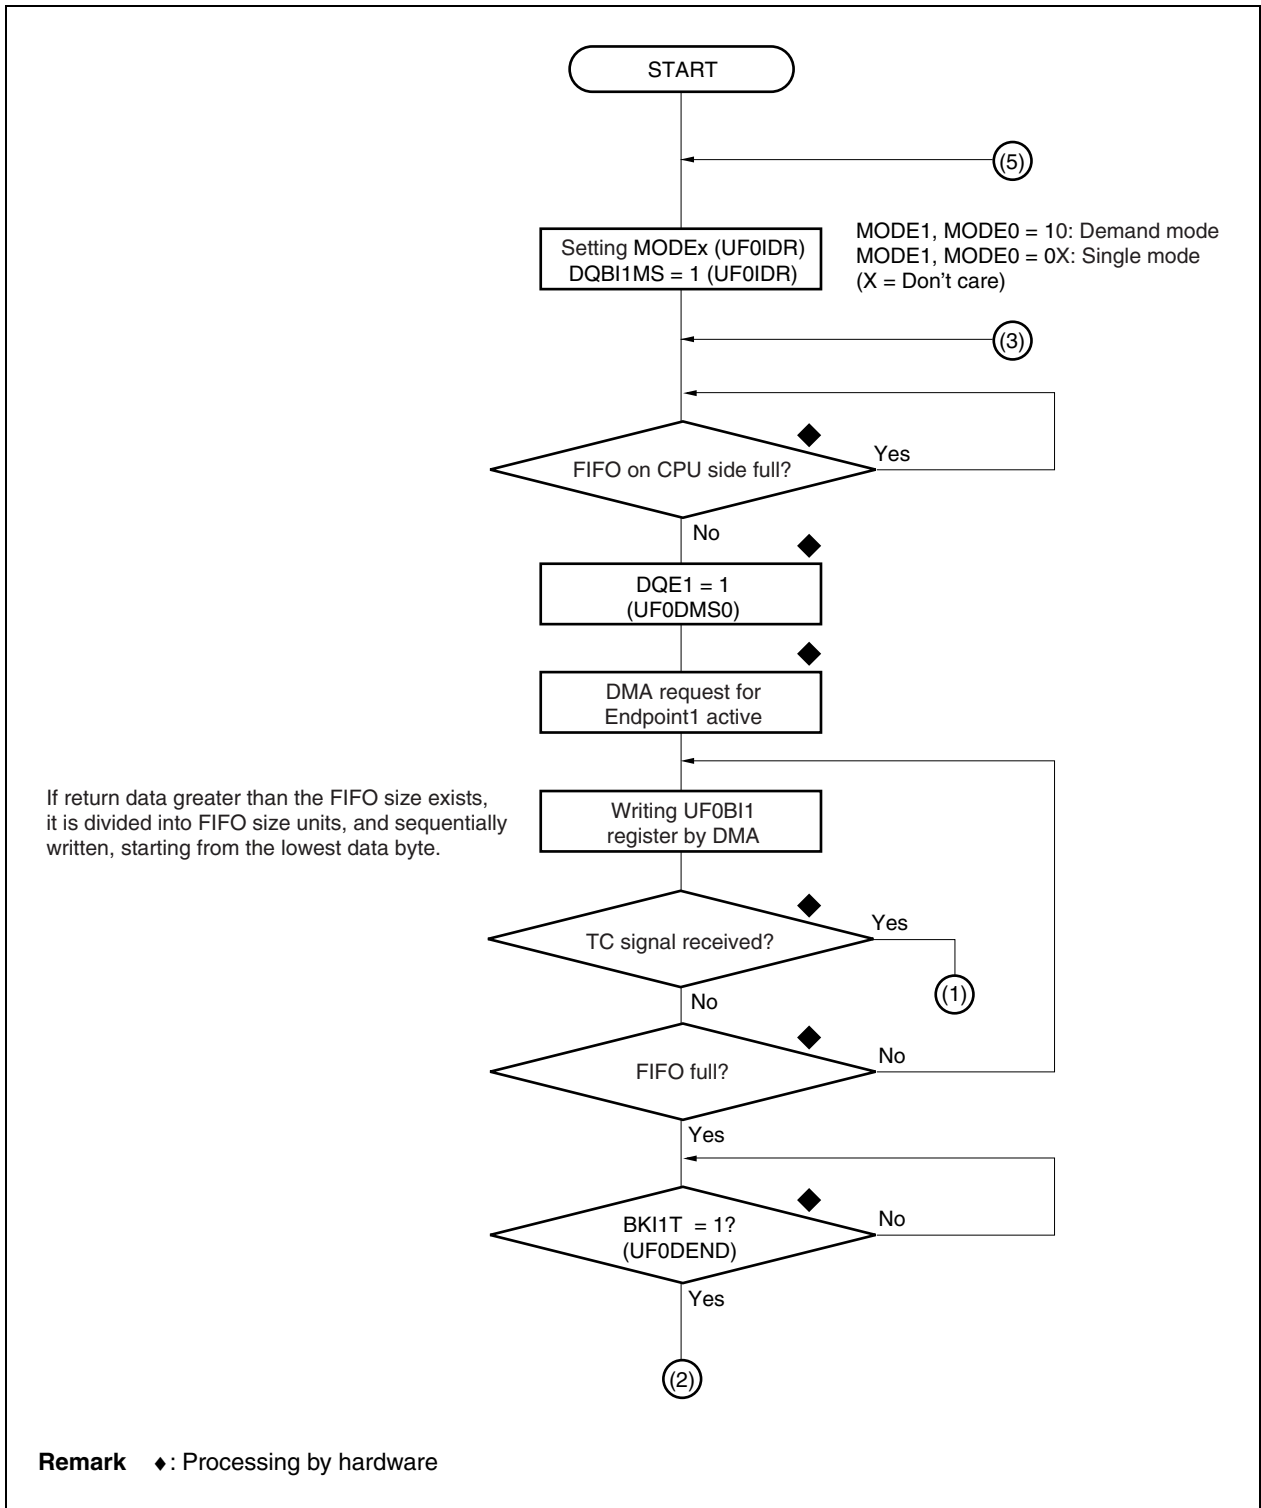 START
(5)
Setting MODEx (UF0IDR)
DQBI1MS = 1 (UF0IDR)
MODE1, MODE0 = 10: Demand mode
MODE1, MODE0 = 0X: Single mode
(X = Don't care)
(3)
FIFO on CPU side full?
Yes
No
DQE1 = 1
(UF0DMS0)
DMA request for
Endpoint1 active
If return data greater than the FIFO size exists,
it is divided into FIFO size units, and sequentially
written, starting from the lowest data byte.
Writing UF0BI1
register by DMA
TC signal received?
Yes
(1)
No
FIFO full?
No
Yes
BKI1T = 1?
(UF0DEND)
No
Yes
(2)
Remark ♦: Processing by hardware